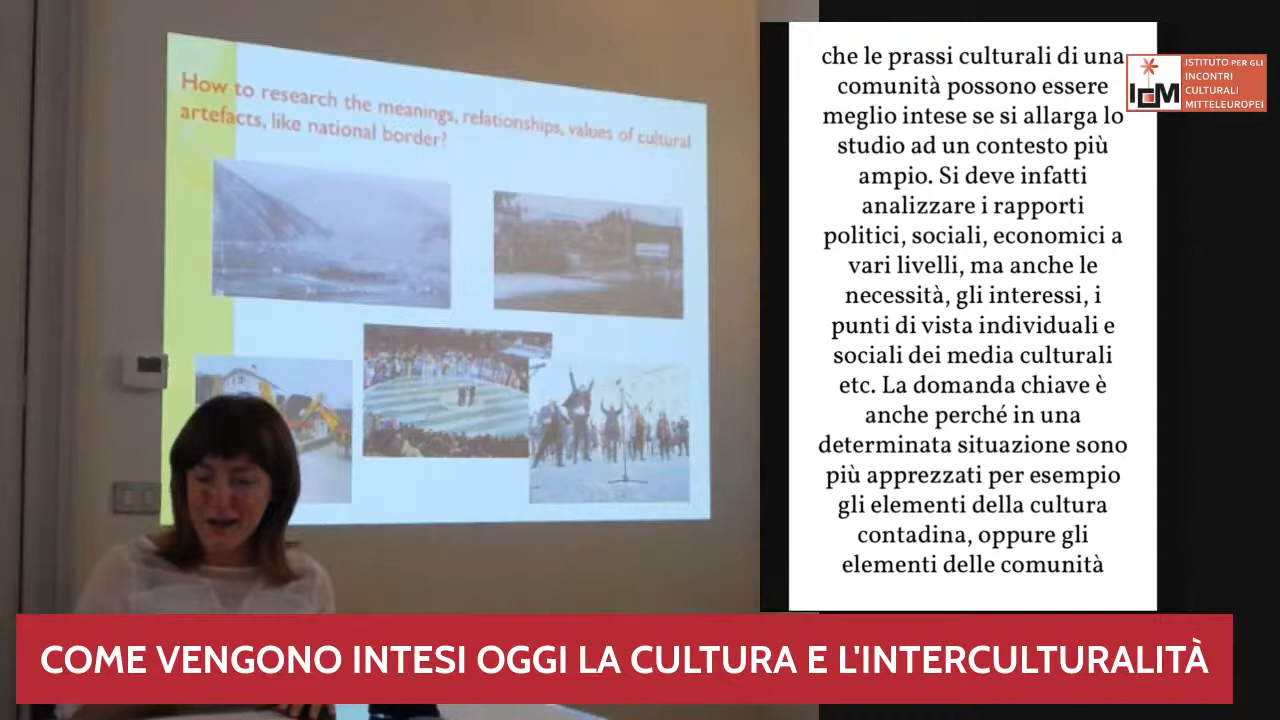 How to research the meanings, relationships, values of cultural
artefacts, like national border?
che le prassi culturali di una
comunità possono essere
meglio intese se si allarga lo
studio ad un contesto più
ampio. Si deve infatti
analizzare i rapporti
politici, sociali, economici a
vari livelli, ma anche le
necessità, gli interessi, i
punti di vista individuali e
sociali dei media culturali
etc. La domanda chiave è
anche perché in una
determinata situazione sono
più apprezzati per esempio
gli elementi della cultura
contadina, oppure gli
elementi delle comunità
ICM
ISTITUTO PER GLI
INCONTRI
CULTURALI
MITTELEUROPEI
COME VENGONO INTESI OGGI LA CULTURA E L'INTERCULTURALITÀ